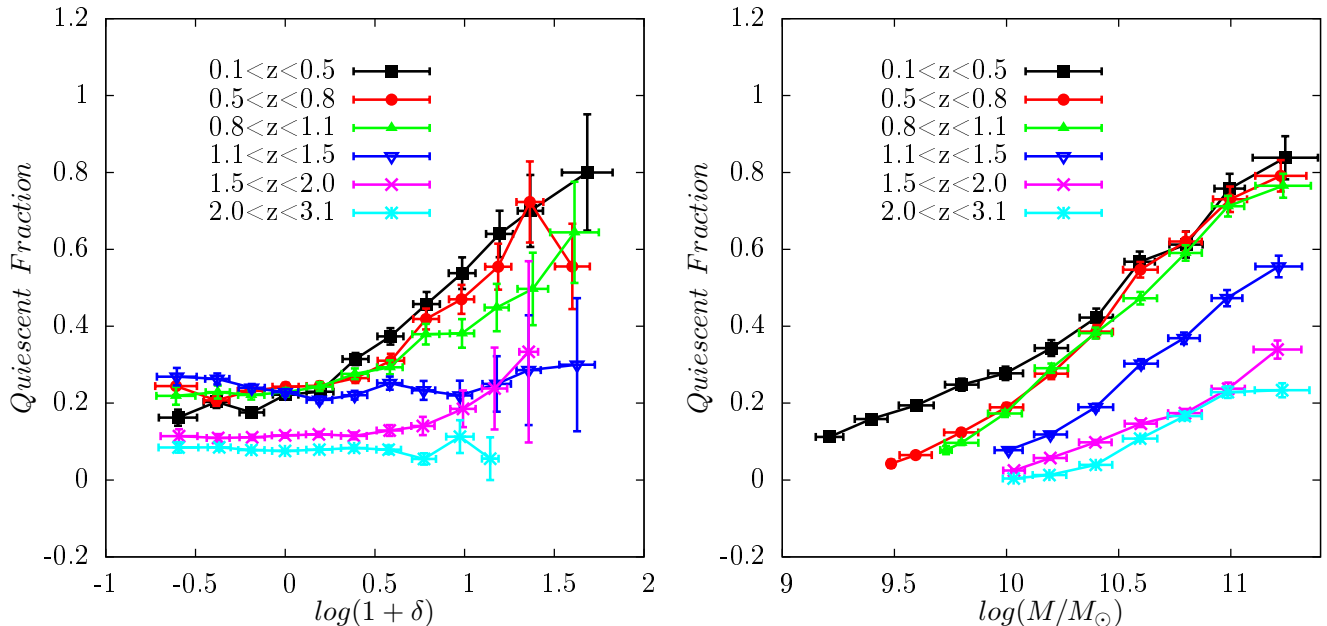 1.2
1
0.8
0.6
0.4
0.2
0
-0.2
Quiescent Fraction
0.1<z<0.5
0.5<z<0.8
0.8<z<1.1
1.1<z<1.5
1.5<z<2.0
2.0<z<3.1
-1 -0.5 0 0.5 1 1.5 2
log(1 + δ)
1.2
1
0.8
0.6
0.4
0.2
0
-0.2
Quiescent Fraction
0.1<z<0.5
0.5<z<0.8
0.8<z<1.1
1.1<z<1.5
1.5<z<2.0
2.0<z<3.1
9 9.5 10 10.5 11
log(M/M⊙)